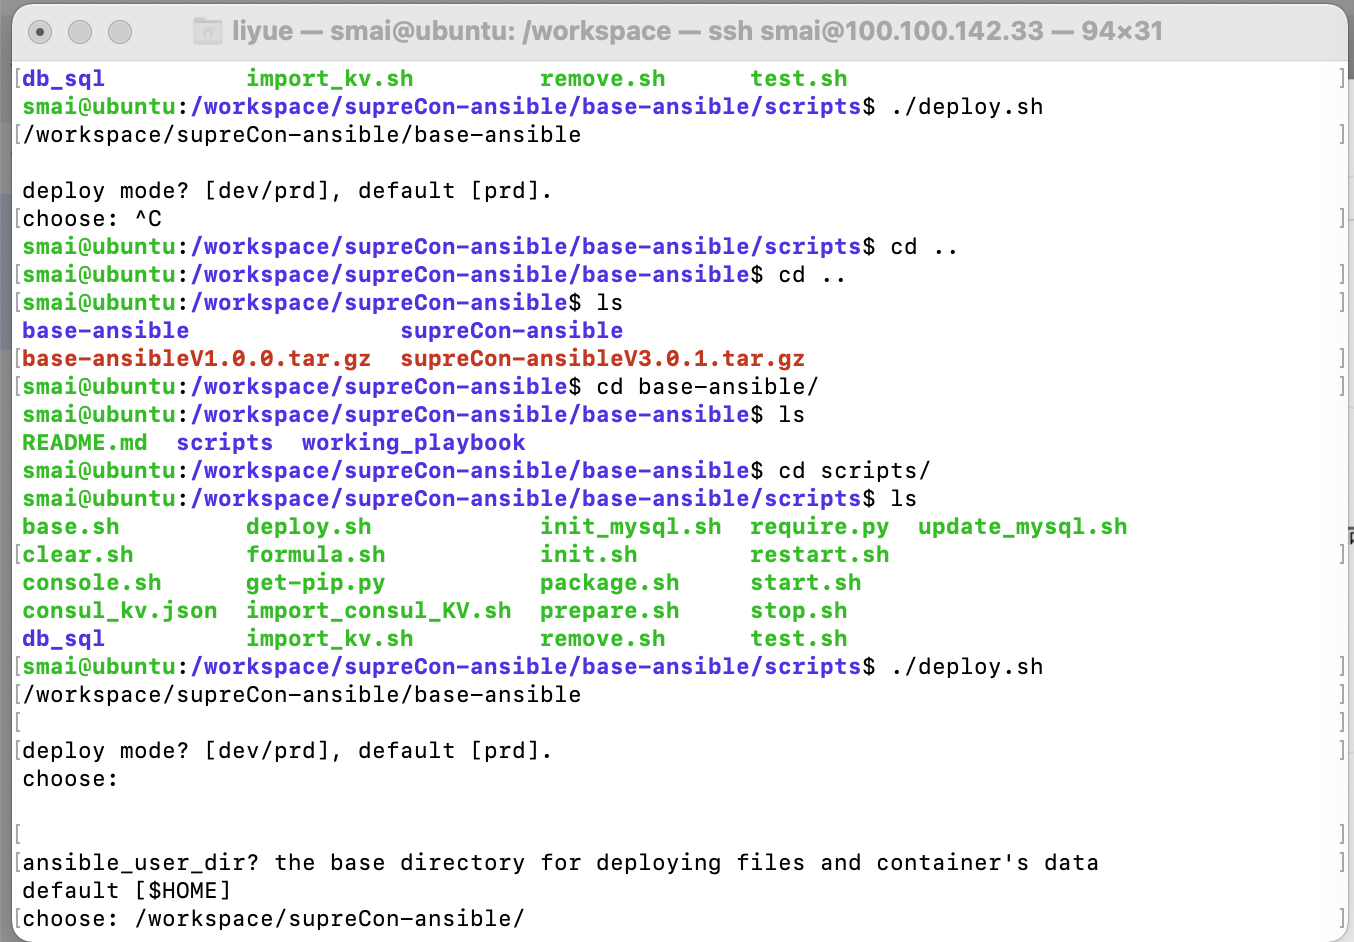 liyue — smai@ubuntu: /workspace — ssh smai@100.100.142.33 — 94×31
[db_sql          import_kv.sh         remove.sh      test.sh ]
smai@ubuntu:/workspace/supreCon-ansible/base-ansible/scripts$ ./deploy.sh
[/workspace/supreCon-ansible/base-ansible ]
deploy mode? [dev/prd], default [prd].
[choose: ^C ]
smai@ubuntu:/workspace/supreCon-ansible/base-ansible/scripts$ cd ..
[smai@ubuntu:/workspace/supreCon-ansible/base-ansible$ cd .. ]
[smai@ubuntu:/workspace/supreCon-ansible$ ls ]
base-ansible               supreCon-ansible
[base-ansibleV1.0.0.tar.gz  supreCon-ansibleV3.0.1.tar.gz ]
[smai@ubuntu:/workspace/supreCon-ansible$ cd base-ansible/ ]
smai@ubuntu:/workspace/supreCon-ansible/base-ansible$ ls
README.md  scripts  working_playbook
smai@ubuntu:/workspace/supreCon-ansible/base-ansible$ cd scripts/
smai@ubuntu:/workspace/supreCon-ansible/base-ansible/scripts$ ls
base.sh         deploy.sh            init_mysql.sh  require.py  update_mysql.sh
[clear.sh        formula.sh           init.sh        restart.sh ]
console.sh      get-pip.py           package.sh     start.sh
consul_kv.json  import_consul_KV.sh  prepare.sh     stop.sh
db_sql          import_kv.sh         remove.sh      test.sh
[smai@ubuntu:/workspace/supreCon-ansible/base-ansible/scripts$ ./deploy.sh ]
[/workspace/supreCon-ansible/base-ansible ]
[ ]
[deploy mode? [dev/prd], default [prd]. ]
choose:
[ ]
[ansible_user_dir? the base directory for deploying files and container's data ]
default [$HOME]
[choose: /workspace/supreCon-ansible/ ]